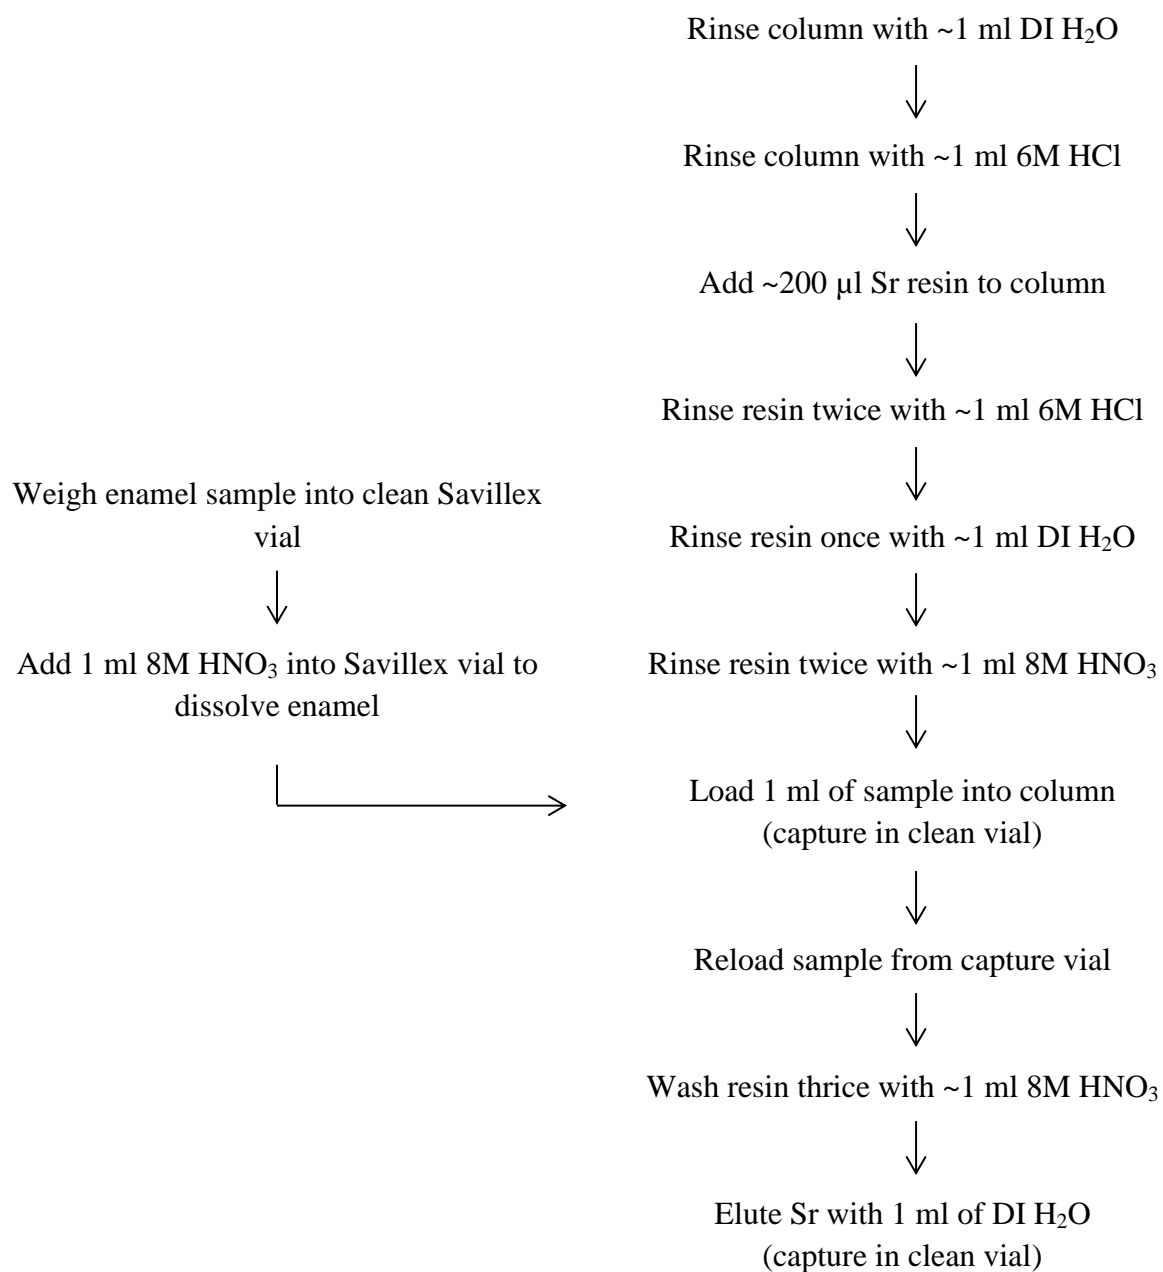 Rinse column with ~1 ml DI H₂O
Rinse column with ~1 ml 6M HCl
Add ~200 µl Sr resin to column
Rinse resin twice with ~1 ml 6M HCl
Weigh enamel sample into clean Savillex
vial
Rinse resin once with ~1 ml DI H₂O
Add 1 ml 8M HNO₃ into Savillex vial to
dissolve enamel
Rinse resin twice with ~1 ml 8M HNO₃
Load 1 ml of sample into column
(capture in clean vial)
Reload sample from capture vial
Wash resin thrice with ~1 ml 8M HNO₃
Elute Sr with 1 ml of DI H₂O
(capture in clean vial)